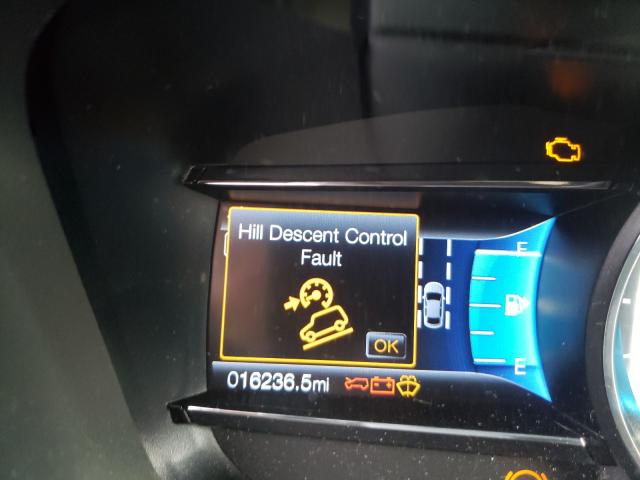 Hill Descent Control
Fault
OK
F
E
016236.5mi